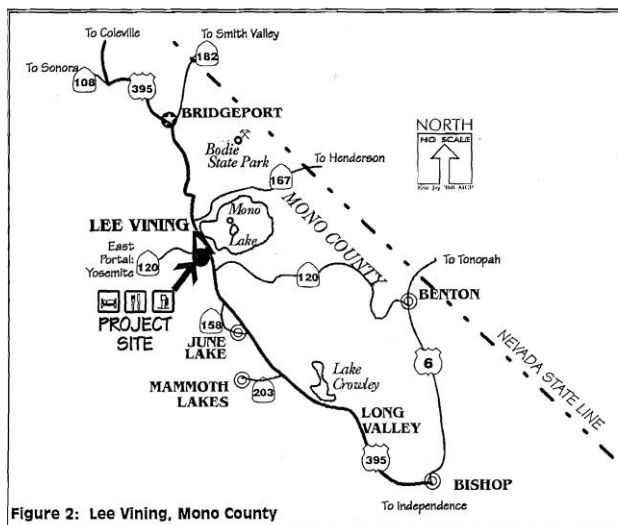 To Coleville
To Smith Valley
182
To Sonora
108
395
BRIDGEPORT
Bodie
State Park
NORTH
NO SCALE
To Henderson
167
MONO COUNTY
LEE VINING
Mono
Lake
East
Portal:
Yosemite
120
120
To Tonopah
BENTON
PROJECT
SITE
158
JUNE
LAKE
6
NEVADA STATE LINE
Lake
Crowley
MAMMOTH
LAKES
203
LONG
VALLEY
395
BISHOP
To Independence
Figure 2: Lee Vining, Mono County